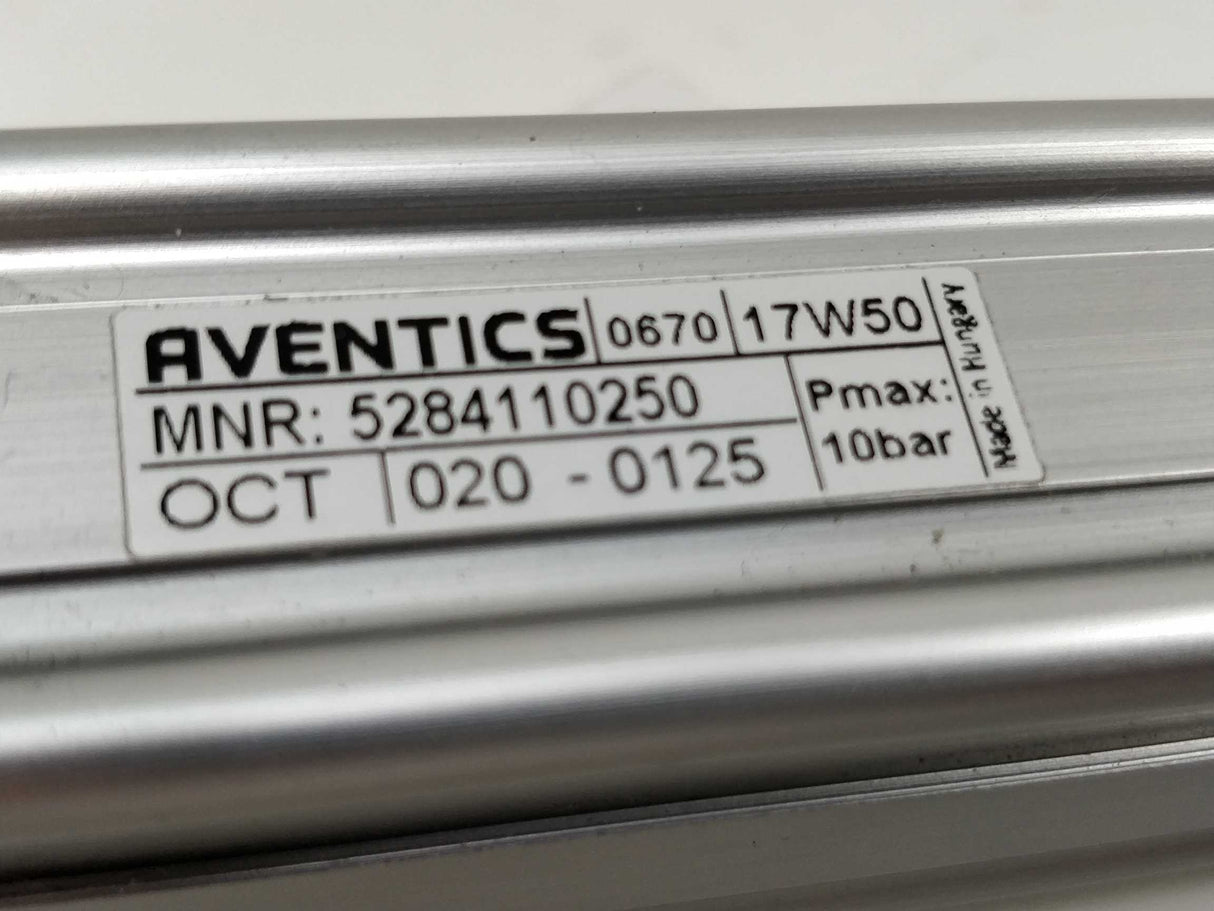 AVENTICS 0670 17W50
MNR: 5284110250
OCT 020 - 0125
Pmax:
10bar
Made in Hungary